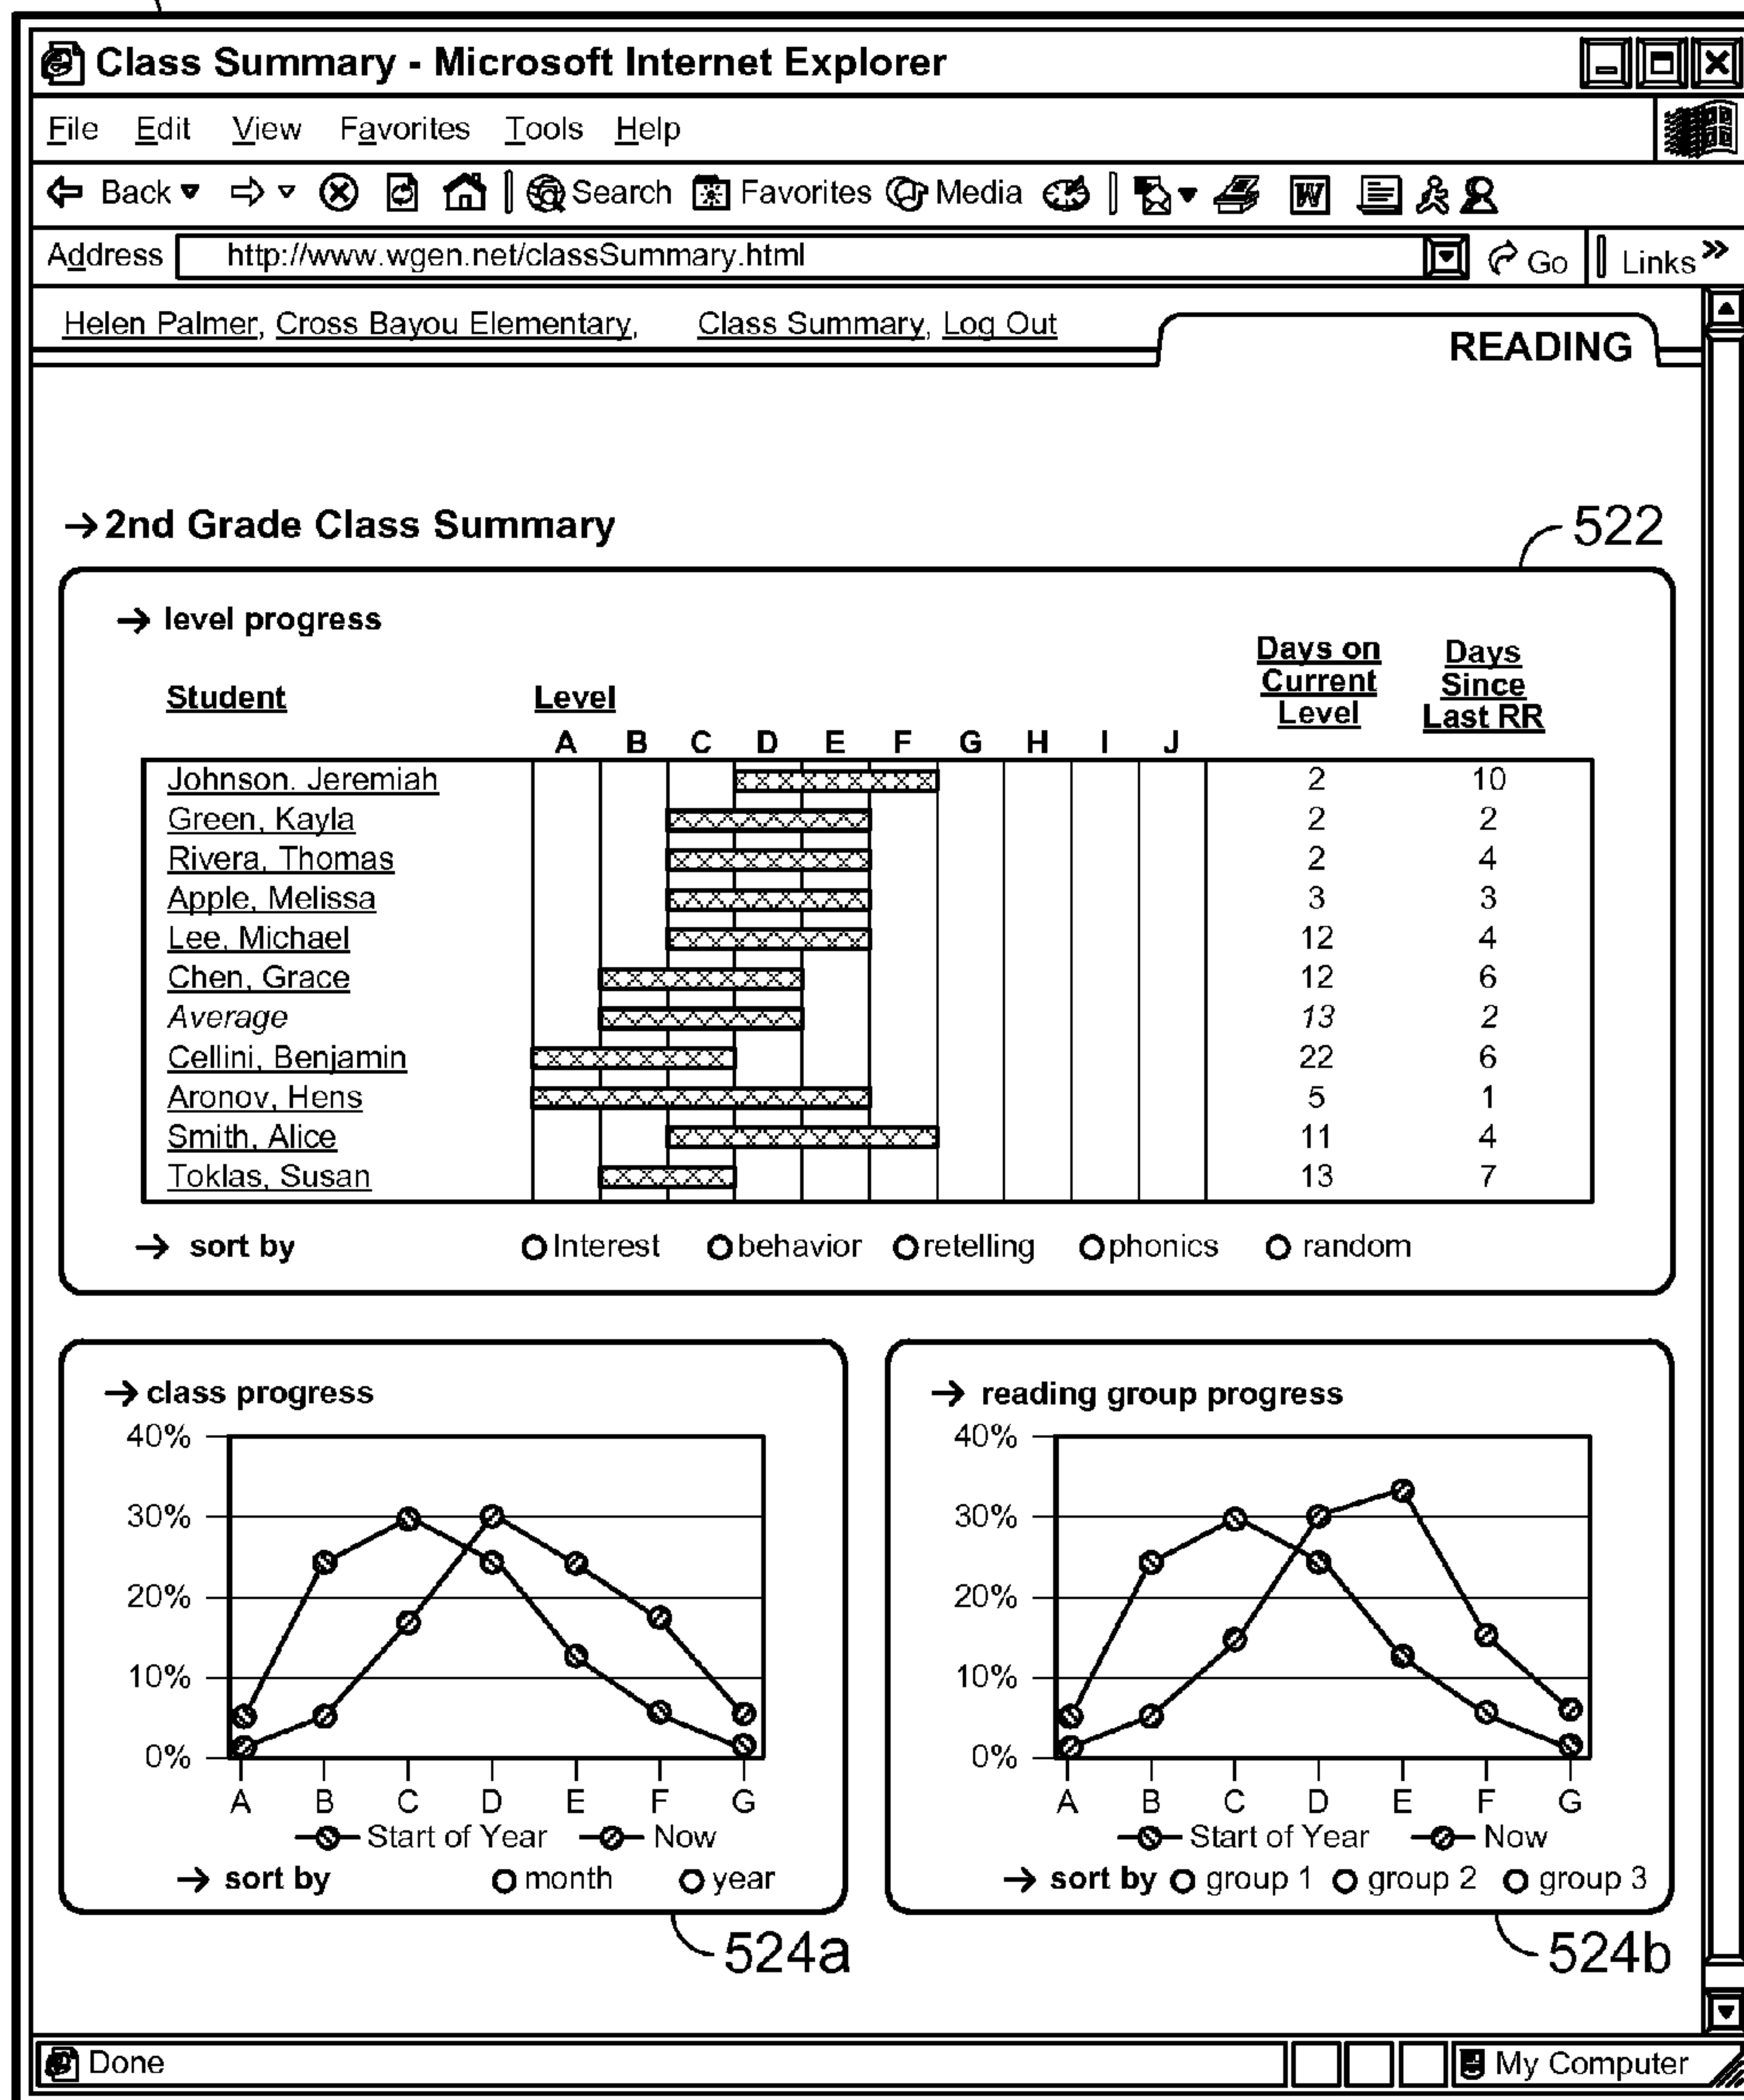 Class Summary - Microsoft Internet Explorer
File Edit View Favorites Tools Help
Back Search Favorites Media W
Address http://www.wgen.net/classSummary.html Go Links »
Helen Palmer, Cross Bayou Elementary, Class Summary, Log Out
READING
→ 2nd Grade Class Summary
522
→ level progress
Student Level Days on Current Level Days Since Last RR
A B C D E F G H I J
Johnson. Jeremiah 2 10
Green, Kayla 2 2
Rivera, Thomas 2 4
Apple, Melissa 3 3
Lee, Michael 12 4
Chen, Grace 12 6
Average 13 2
Cellini, Benjamin 22 6
Aronov, Hens 5 1
Smith, Alice 11 4
Toklas, Susan 13 7
→ sort by Interest behavior retelling phonics random
→ class progress
40%
30%
20%
10%
0%
A B C D E F G
Start of Year Now
→ sort by month year
524a
→ reading group progress
40%
30%
20%
10%
0%
A B C D E F G
Start of Year Now
→ sort by group 1 group 2 group 3
524b
Done My Computer